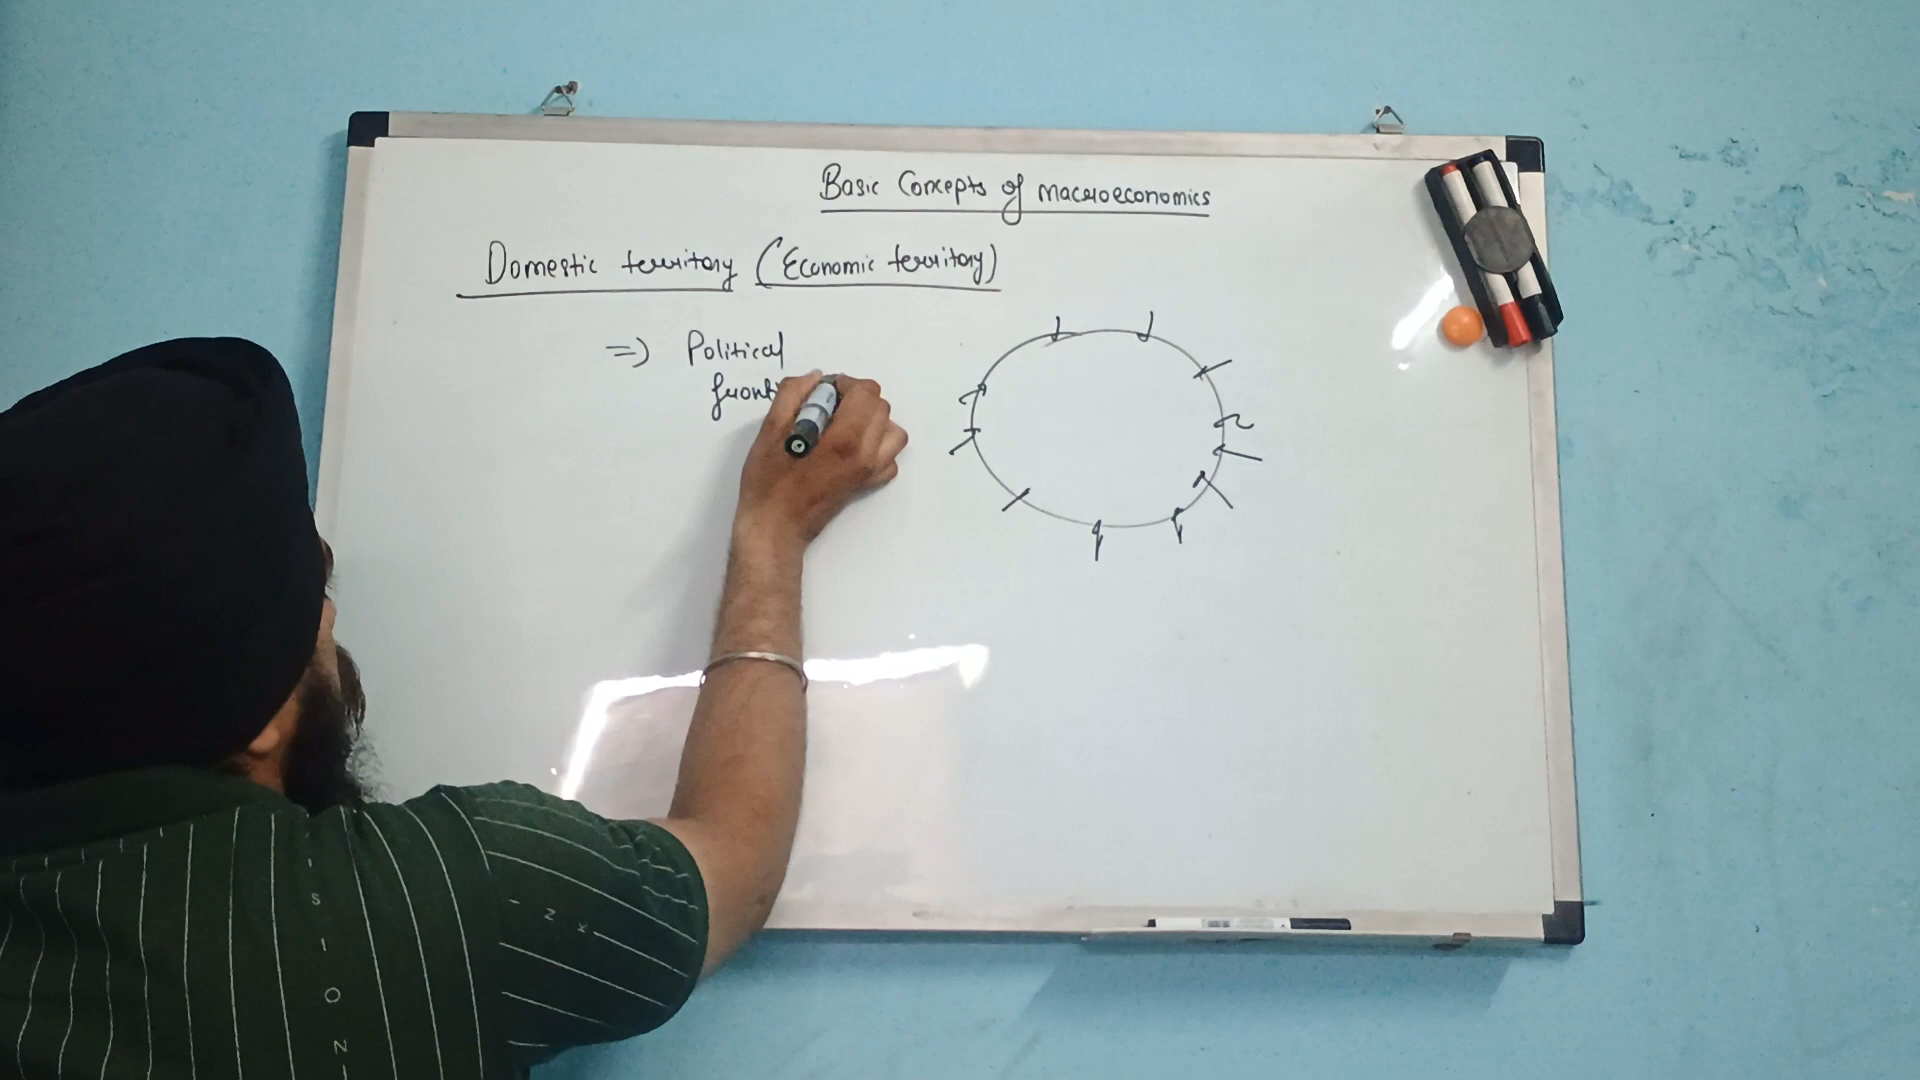 Basic Concepts of macroeconomics
Domestic territory (Economic territory)
=) Political
I
S
I
O
N
I
- Z x